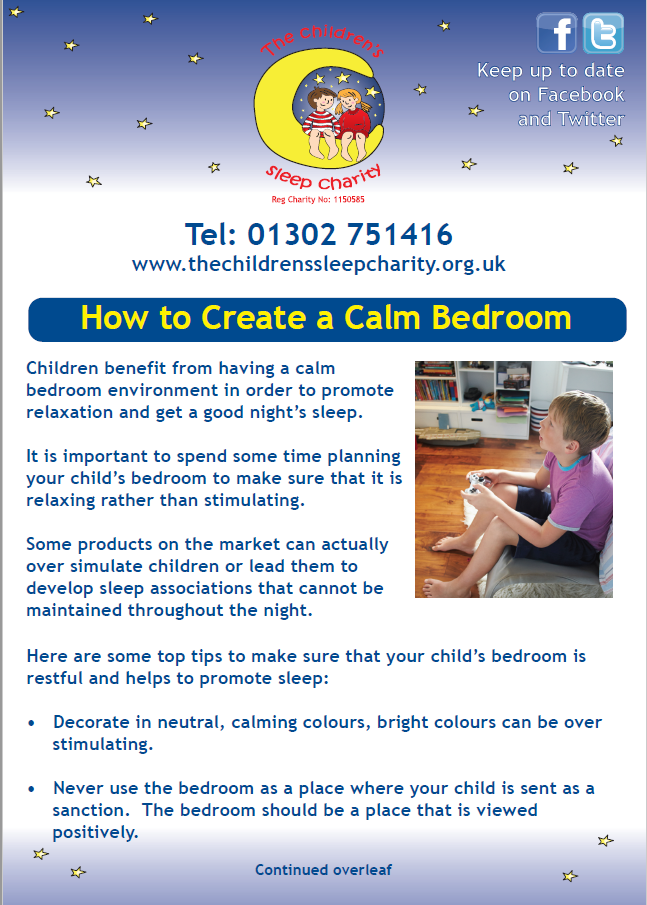 The Children's
Sleep Charity
Reg Charity No: 1150585
f
t
Keep up to date
on Facebook
and Twitter
Tel: 01302 751416
www.thechildrenssleepcharity.org.uk
How to Create a Calm Bedroom
Children benefit from having a calm
bedroom environment in order to promote
relaxation and get a good night's sleep.
It is important to spend some time planning
your child's bedroom to make sure that it is
relaxing rather than stimulating.
Some products on the market can actually
over simulate children or lead them to
develop sleep associations that cannot be
maintained throughout the night.
Here are some top tips to make sure that your child's bedroom is
restful and helps to promote sleep:
• Decorate in neutral, calming colours, bright colours can be over
stimulating.
• Never use the bedroom as a place where your child is sent as a
sanction.  The bedroom should be a place that is viewed
positively.
Continued overleaf